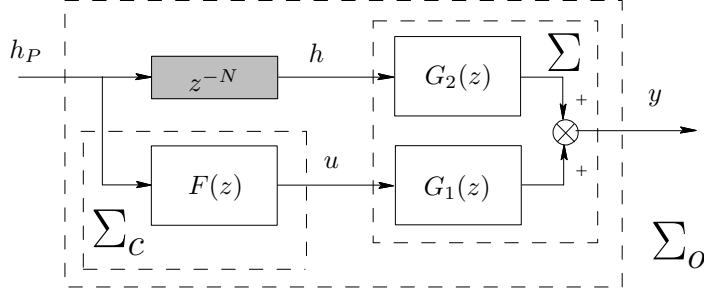 h_P
z^{-N}
h
G_2(z)
Σ
+
y
F(z)
u
G_1(z)
+
Σ_c
Σ_o